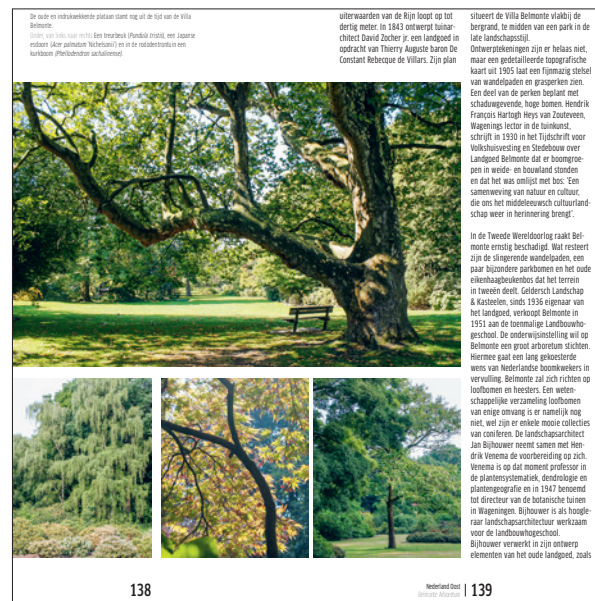 De oude en indrukwekkende plataan stamt nog uit de tijd van de Villa
Belmonte.
Onder, van links naar rechts Een treurbeuk (Pundula tristis), een Japanse
esdoorn (Acer palmatum 'Nicholsonii') en in de rododentrontuin een
kurkboom (Phellodendron sachalinense).
uiterwaarden van de Rijn loopt op tot
dertig meter. In 1843 ontwerpt tuinar-
chitect David Zocher jr. een landgoed in
opdracht van Thierry Auguste baron De
Constant Rebecque de Villars. Zijn plan
situeert de Villa Belmonte vlakbij de
bergrand, te midden van een park in de
late landschapsstijl.
Ontwerptekeningen zijn er helaas niet,
maar een gedetailleerde topografische
kaart uit 1905 laat een fijnmazig stelsel
van wandelpaden en grasperken zien.
Een deel van de perken beplant met
schaduwgevende, hoge bomen. Hendrik
François Hartogh Heys van Zouteveen,
Wagenings lector in de tuinkunst,
schrijft in 1930 in het Tijdschrift voor
Volkshuisvesting en Stedebouw over
Landgoed Belmonte dat er boomgroe-
pen in weide- en bouwland stonden
en dat het was omlijst met bos: 'Een
samenweving van natuur en cultuur,
die ons het middeleeuwsch cultuurland-
schap weer in herinnering brengt'.
In de Tweede Wereldoorlog raakt Bel-
monte ernstig beschadigd. Wat resteert
zijn de slingerende wandelpaden, een
paar bijzondere parkbomen en het oude
eikenhaagbeukenbos dat het terrein
in tweeën deelt. Geldersch Landschap
& Kasteelen, sinds 1936 eigenaar van
het landgoed, verkoopt Belmonte in
1951 aan de toenmalige Landbouwho-
geschool. De onderwijsinstelling wil op
Belmonte een groot arboretum stichten.
Hiermee gaat een lang gekoesterde
wens van Nederlandse boomkwekers in
vervulling. Belmonte zal zich richten op
loofbomen en heesters. Een weten-
schappelijke verzameling loofbomen
van enige omvang is er namelijk nog
niet, wel zijn er enkele mooie collecties
van coniferen. De landschapsarchitect
Jan Bijhouwer neemt samen met Hen-
drik Venema de voorbereiding op zich.
Venema is op dat moment professor in
de plantensystematiek, dendrologie en
plantengeografie en in 1947 benoemd
tot directeur van de botanische tuinen
in Wageningen. Bijhouwer is als hoogle-
raar landschapsarchitectuur werkzaam
voor de landbouwhogeschool.
Bijhouwer verwerkt in zijn ontwerp
elementen van het oude landgoed, zoals
138
Nederland Oost
Belmonte Arboretum
139